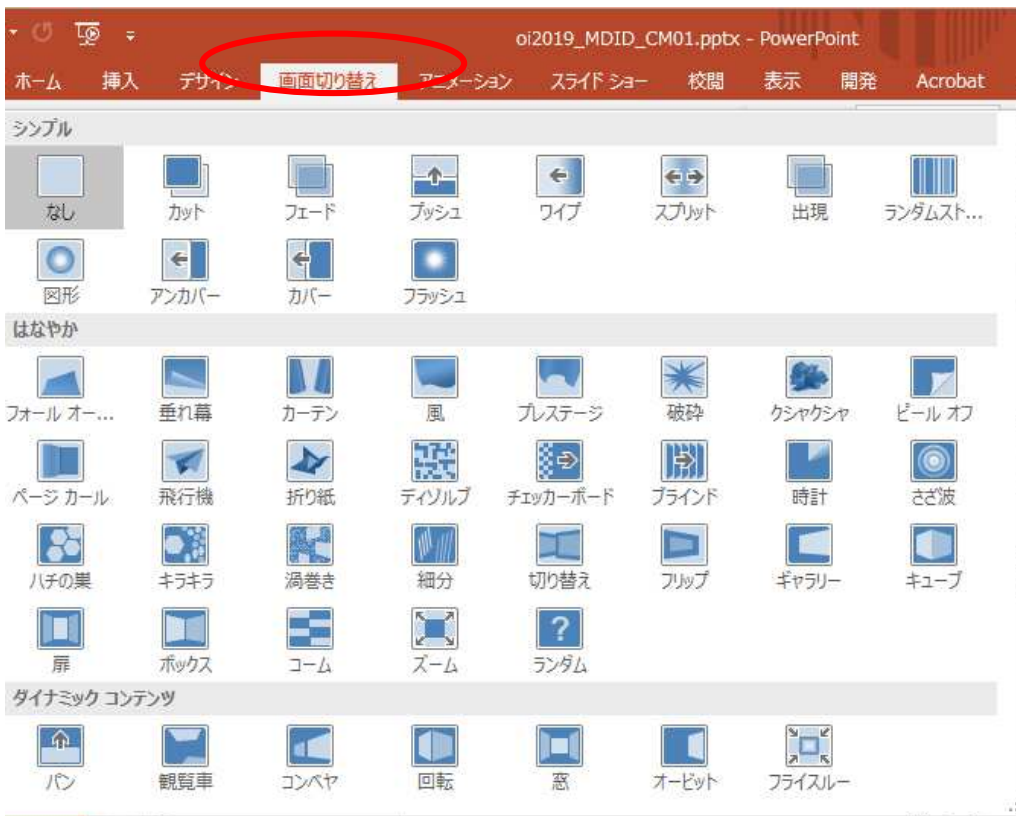 oi2019_MDID_CM01.pptx - PowerPoint
ホーム 挿入 デザイン 画面切り替え アニメーション スライド ショー 校閲 表示 開発 Acrobat
シンプル
なし カット フェード プッシュ ワイプ スプリット 出現 ランダムスト...
図形 アンカバー カバー フラッシュ
はなやか
フォール オー... 垂れ幕 カーテン 風 プレステージ 破砕 クシャクシャ ピール オフ
ページ カール 飛行機 折り紙 ディゾルブ チェッカーボード ブラインド 時計 さざ波
ハチの巣 キラキラ 渦巻き 細分 切り替え フリップ ギャラリー キューブ
扉 ボックス コーム ズーム ? ランダム
ダイナミック コンテンツ
パン 観覧車 コンベヤ 回転 窓 オービット フライスルー